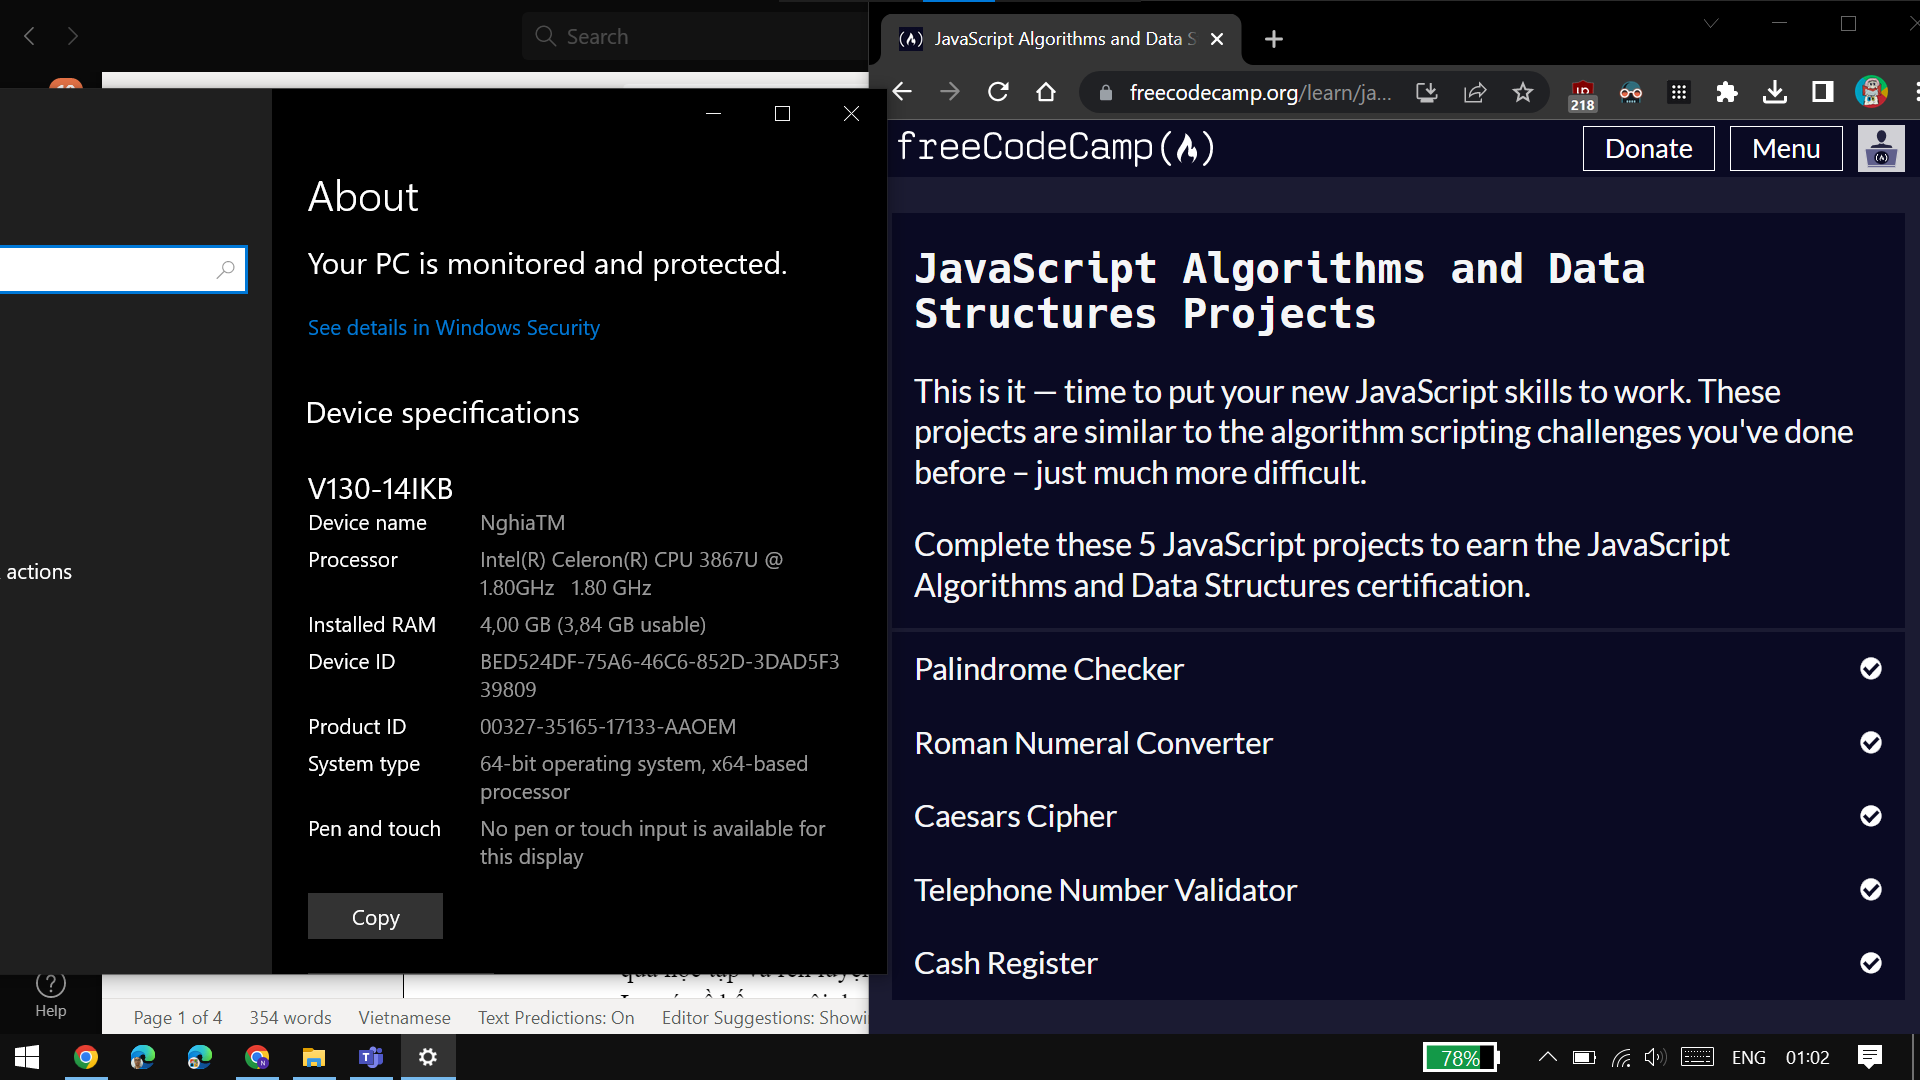 Search
About
Your PC is monitored and protected.
See details in Windows Security
Device specifications
V130-14IKB
Device name NghiaTM
Processor Intel(R) Celeron(R) CPU 3867U @
1.80GHz 1.80 GHz
Installed RAM 4,00 GB (3,84 GB usable)
Device ID BED524DF-75A6-46C6-852D-3DAD5F3
39809
Product ID 00327-35165-17133-AAOEM
System type 64-bit operating system, x64-based
processor
Pen and touch No pen or touch input is available for
this display
Copy
actions
Help
Page 1 of 4 354 words Vietnamese Text Predictions: On Editor Suggestions: Showi
JavaScript Algorithms and Data S
freecodecamp.org/learn/ja...
218
freeCodeCamp
Donate
Menu
JavaScript Algorithms and Data
Structures Projects
This is it — time to put your new JavaScript skills to work. These
projects are similar to the algorithm scripting challenges you've done
before – just much more difficult.
Complete these 5 JavaScript projects to earn the JavaScript
Algorithms and Data Structures certification.
Palindrome Checker
Roman Numeral Converter
Caesars Cipher
Telephone Number Validator
Cash Register
78%
ENG
01:02